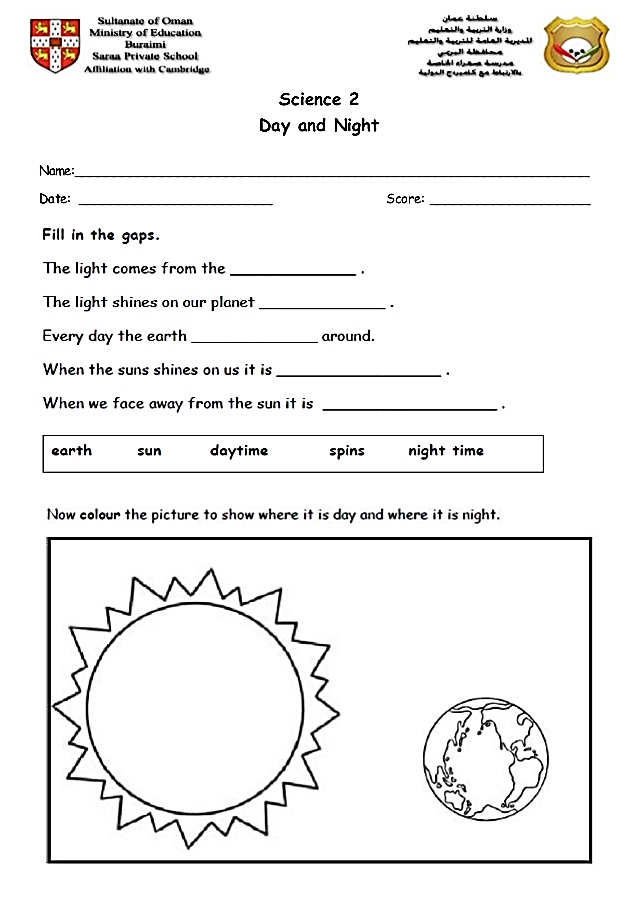 Sultanate of Oman
Ministry of Education
Buraimi
Saraa Private School
Affiliation with Cambridge
سلطنة عمان
وزارة التربية والتعليم
المديرية العامة للتربية والتعليم
محافظة البريمي
مدرسة صعراء الخاصة
بالارتباط مع كامبردج الدولية
Science 2
Day and Night
Name:
Date: Score:
Fill in the gaps.
The light comes from the .
The light shines on our planet .
Every day the earth around.
When the suns shines on us it is .
When we face away from the sun it is .
earth sun daytime spins night time
Now colour the picture to show where it is day and where it is night.